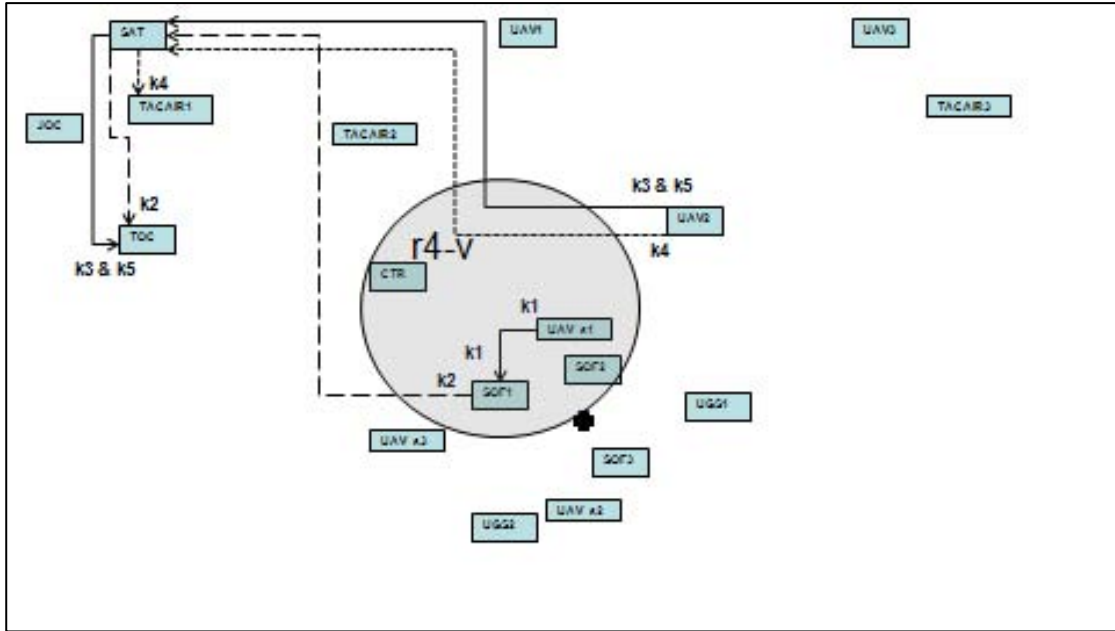 SAT
UAV1
UAV3
k4
TACAIR1
TACAIR3
JOC
TACAIR2
k3 & k5
k2
UAV2
TOC
r4-v
k4
k3 & k5
CTR
k1
UAV a1
k1
SOF2
k2
SOF1
UGS1
UAV a3
SOF3
UAV a2
UGS2